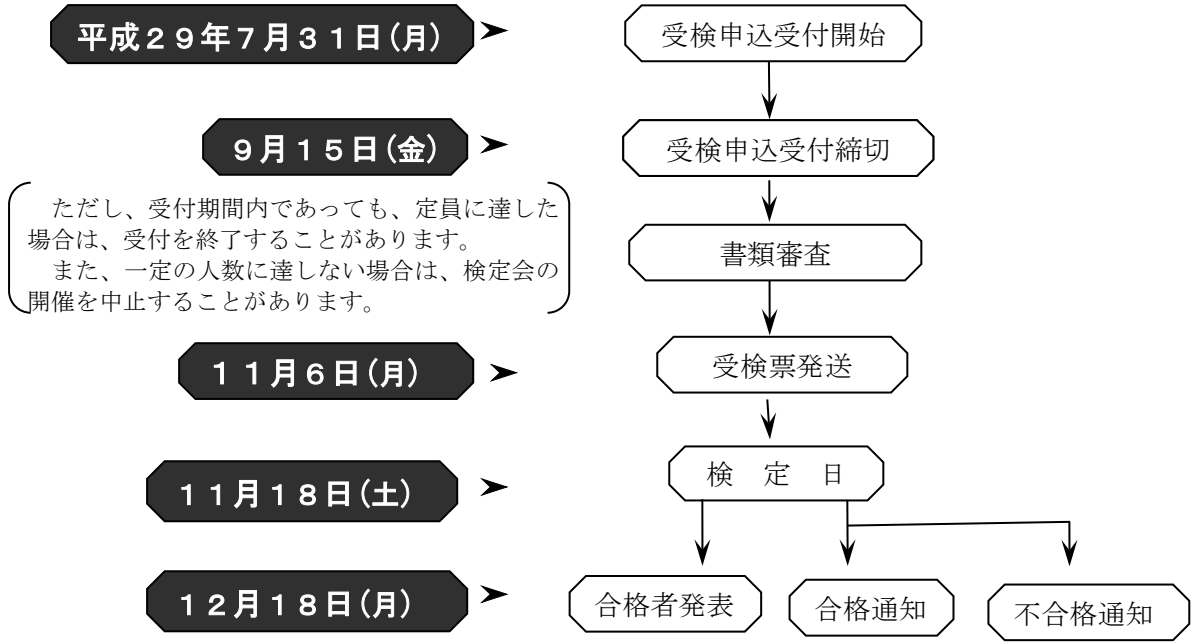 平成２９年７月３１日（月）
受検申込受付開始
９月１５日（金）
受検申込受付締切
ただし、受付期間内であっても、定員に達した
場合は、受付を終了することがあります。
また、一定の人数に達しない場合は、検定会の
開催を中止することがあります。
書類審査
１１月６日（月）
受検票発送
１１月１８日（土）
検　定　日
１２月１８日（月）
合格者発表
合格通知
不合格通知